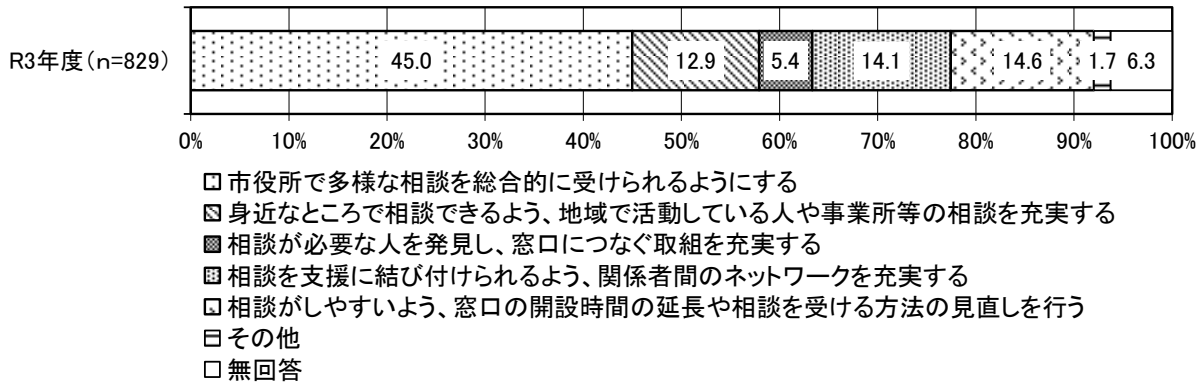 R3年度(n=829)
45.0 12.9 5.4 14.1 14.6 1.7 6.3
0% 10% 20% 30% 40% 50% 60% 70% 80% 90% 100%
市役所で多様な相談を総合的に受けられるようにする
身近なところで相談できるよう、地域で活動している人や事業所等の相談を充実する
相談が必要な人を発見し、窓口につなぐ取組を充実する
相談を支援に結び付けられるよう、関係者間のネットワークを充実する
相談がしやすいよう、窓口の開設時間の延長や相談を受ける方法の見直しを行う
その他
無回答